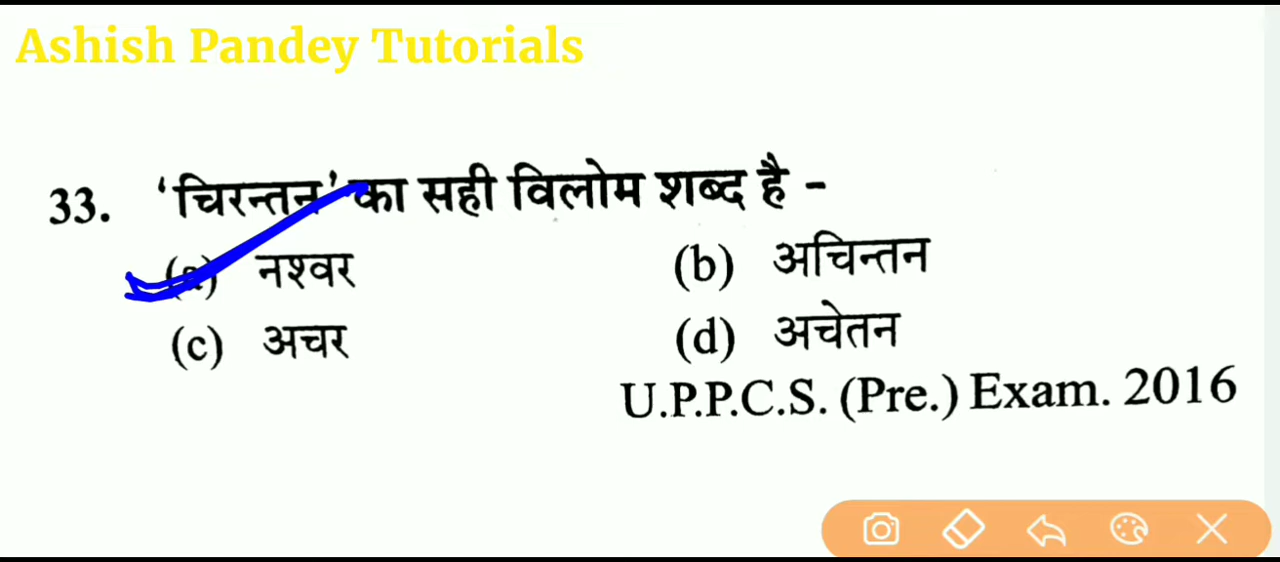 Ashish Pandey Tutorials
33. ‘चिरन्तन’ का सही विलोम शब्द है -
(a) नश्वर (b) अचिन्तन
(c) अचर (d) अचेतन
U.P.P.C.S. (Pre.) Exam. 2016